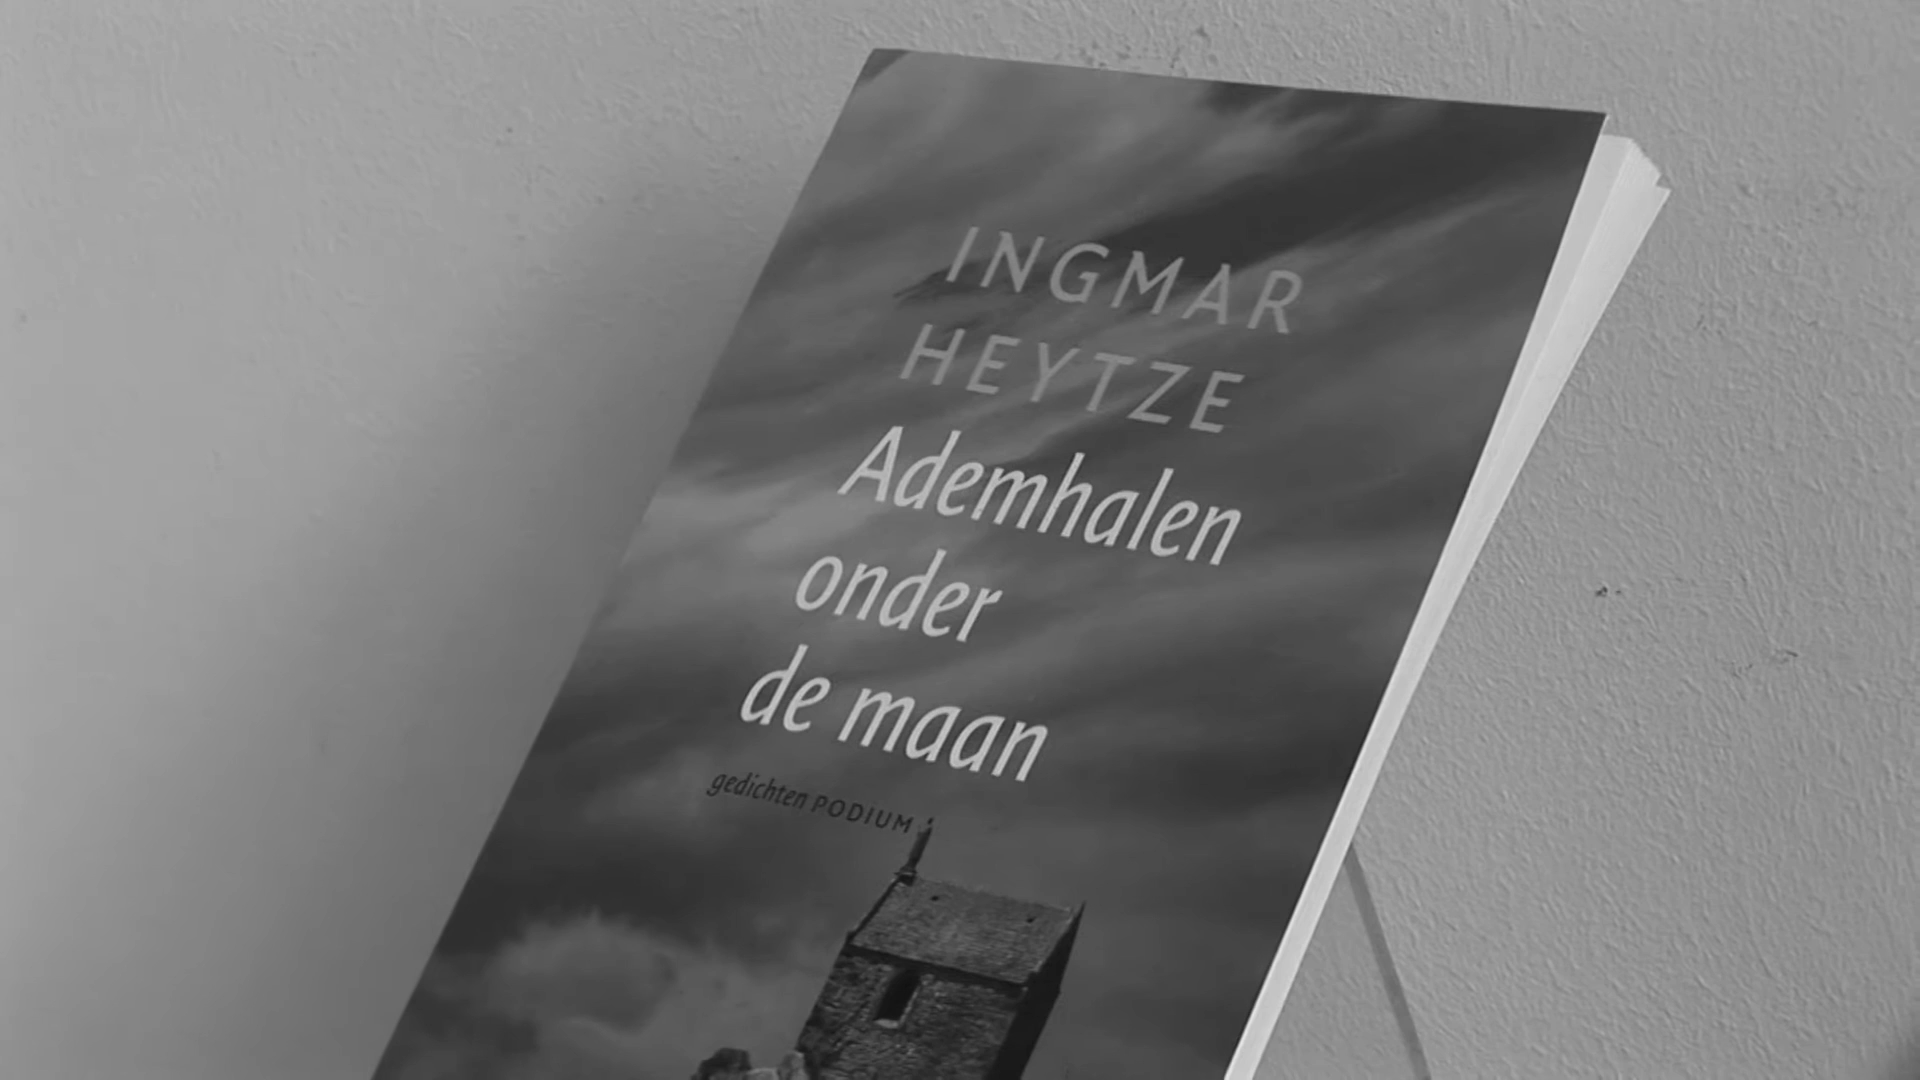 INGMAR
HEYTZE
Ademhalen
onder
de maan
gedichten PODIUM